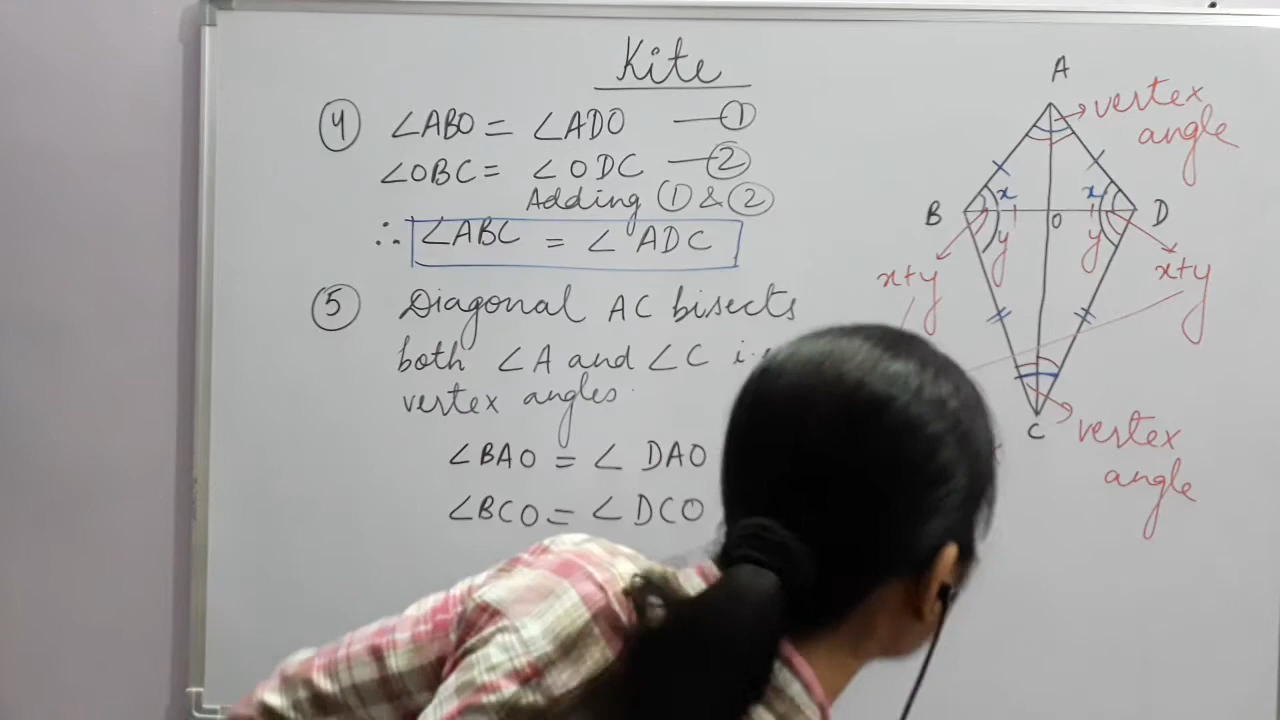 Kite
④ ∠ABO = ∠ADO —①
∠OBC = ∠ODC —②
Adding ① & ②
∴ ∠ABC = ∠ADC
⑤ Diagonal AC bisects
both ∠A and ∠C
vertex angles.
∠BAO = ∠DAO
∠BCO = ∠DCO
A
vertex
angle
B
x
x
O
D
y
y
x+y
x+y
C
vertex
angle